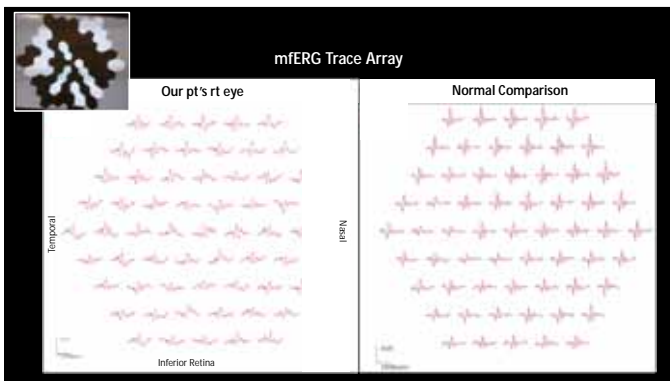 mfERG Trace Array
Our pt's rt eye
Normal Comparison
Temporal
Nasal
Inferior Retina